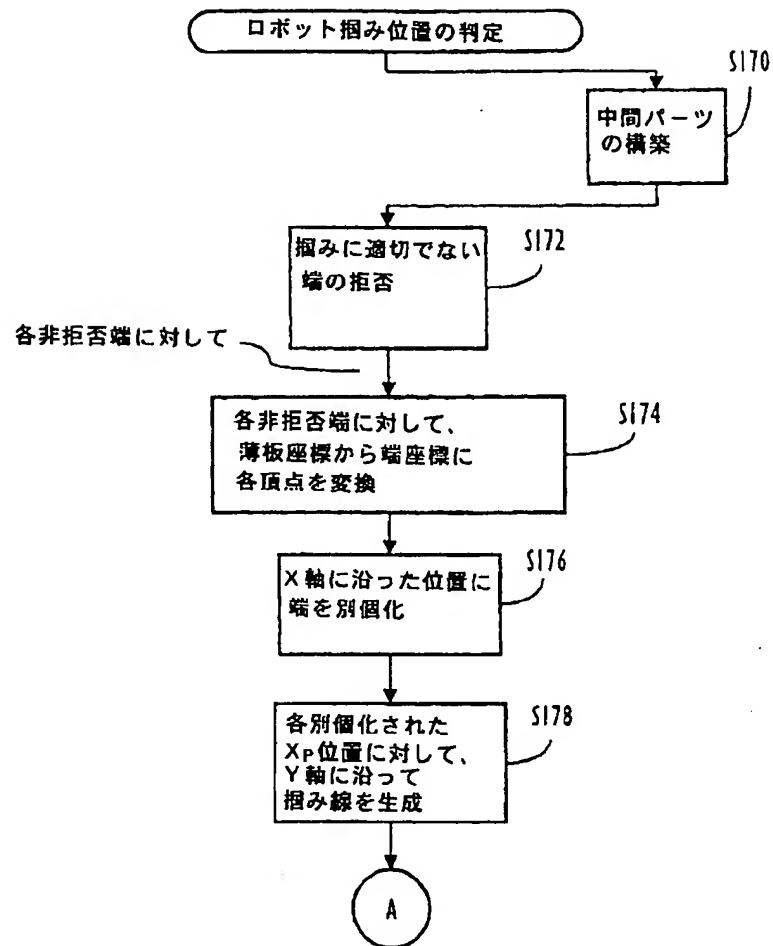 ロボット掴み位置の判定
S170
中間パーツ
の構築
S172
掴みに適切でない
端の拒否
各非拒否端に対して
S174
各非拒否端に対して、
薄板座標から端座標に
各頂点を変換
S176
X軸に沿った位置に
端を別個化
S178
各別個化された
XP位置に対して、
Y軸に沿って
掴み線を生成
A